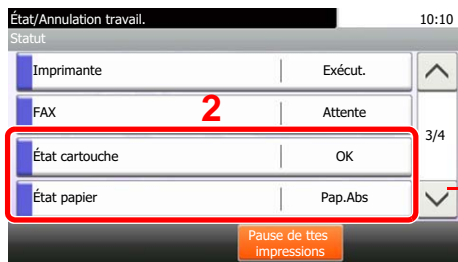 État/Annulation travail. 10:10
Statut
Imprimante Exécut.
FAX 2 Attente
3/4
État cartouche OK
État papier Pap.Abs
Pause de ttes
impressions